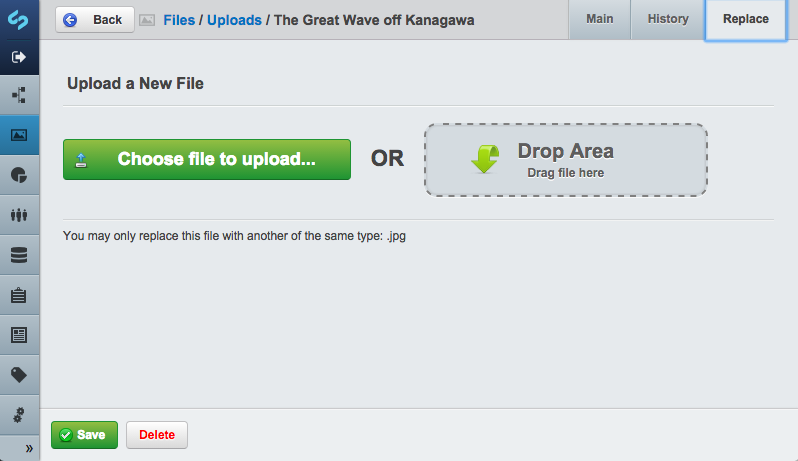 Back Files / Uploads / The Great Wave off Kanagawa Main History Replace
Upload a New File
Choose file to upload... OR Drop Area
Drag file here
You may only replace this file with another of the same type: .jpg
Save Delete
»